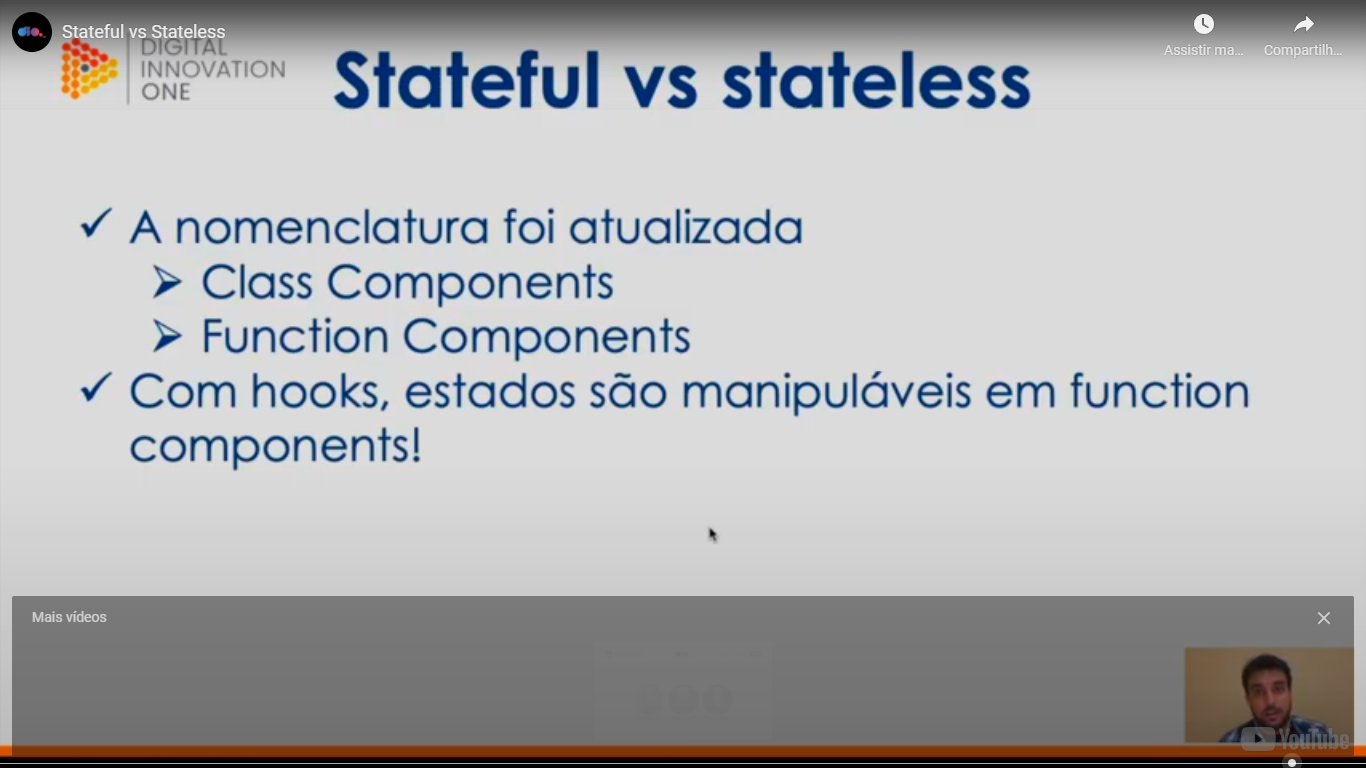 Stateful vs Stateless
Assistir ma...
Compartilh...
DIGITAL
INNOVATION
ONE
Stateful vs stateless
A nomenclatura foi atualizada
Class Components
Function Components
Com hooks, estados são manipuláveis em function
components!
Mais vídeos
YouTube